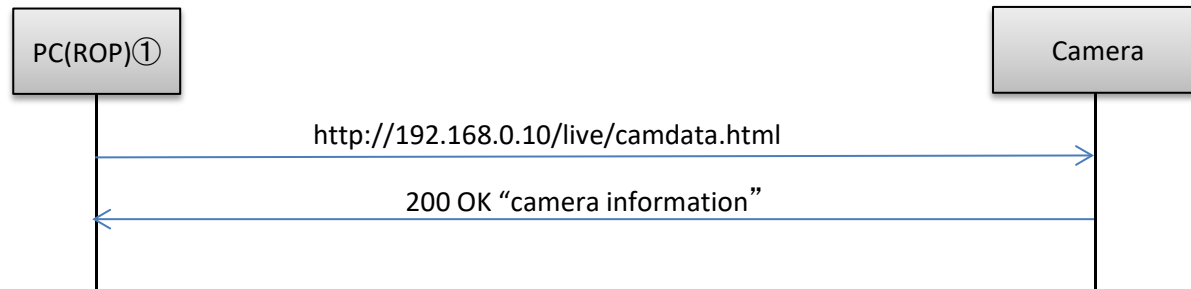 PC(ROP)①
Camera
http://192.168.0.10/live/camdata.html
200 OK “camera information”